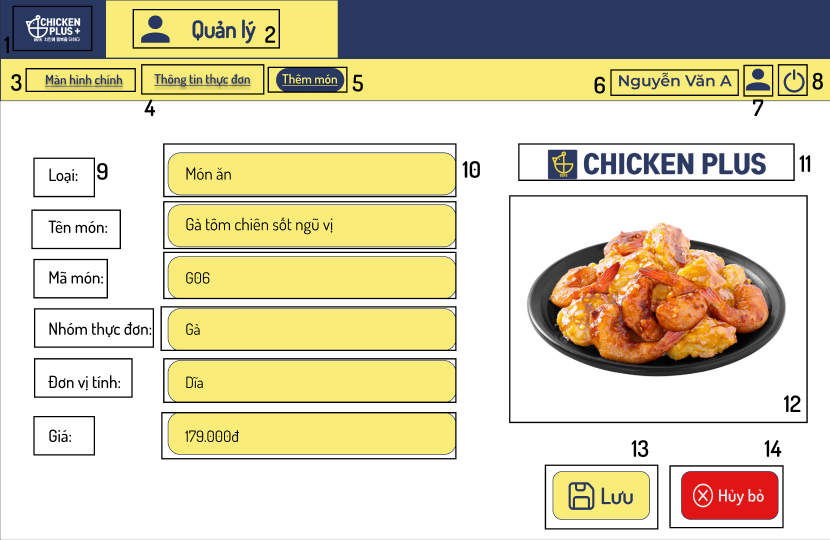 CHICKEN
PLUS+
1
Quản lý
2
3
Màn hình chính
4
Thông tin thực đơn
Thêm món
5
6
Nguyễn Văn A
7
8
Loại:
9
Món ăn
10
Tên món:
Gà tôm chiên sốt ngũ vị
Mã món:
G06
Nhóm thực đơn:
Gà
Đơn vị tính:
Dĩa
Giá:
179.000đ
CHICKEN PLUS
11
12
13
Lưu
14
Hủy bỏ